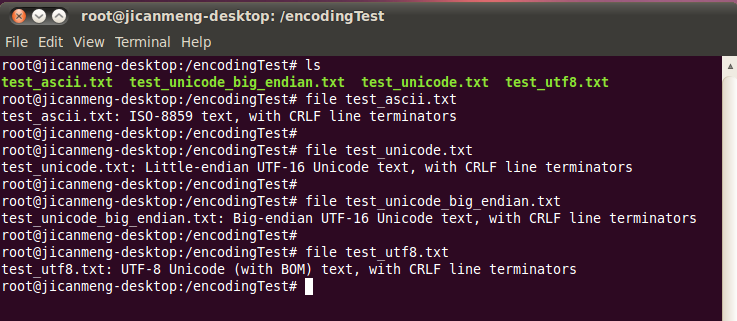 root@jicanmeng-desktop: /encodingTest
File Edit View Terminal Help
root@jicanmeng-desktop:/encodingTest# ls
test_ascii.txt  test_unicode_big_endian.txt  test_unicode.txt  test_utf8.txt
root@jicanmeng-desktop:/encodingTest# file test_ascii.txt
test_ascii.txt: ISO-8859 text, with CRLF line terminators
root@jicanmeng-desktop:/encodingTest#
root@jicanmeng-desktop:/encodingTest# file test_unicode.txt
test_unicode.txt: Little-endian UTF-16 Unicode text, with CRLF line terminators
root@jicanmeng-desktop:/encodingTest#
root@jicanmeng-desktop:/encodingTest# file test_unicode_big_endian.txt
test_unicode_big_endian.txt: Big-endian UTF-16 Unicode text, with CRLF line terminators
root@jicanmeng-desktop:/encodingTest#
root@jicanmeng-desktop:/encodingTest# file test_utf8.txt
test_utf8.txt: UTF-8 Unicode (with BOM) text, with CRLF line terminators
root@jicanmeng-desktop:/encodingTest#